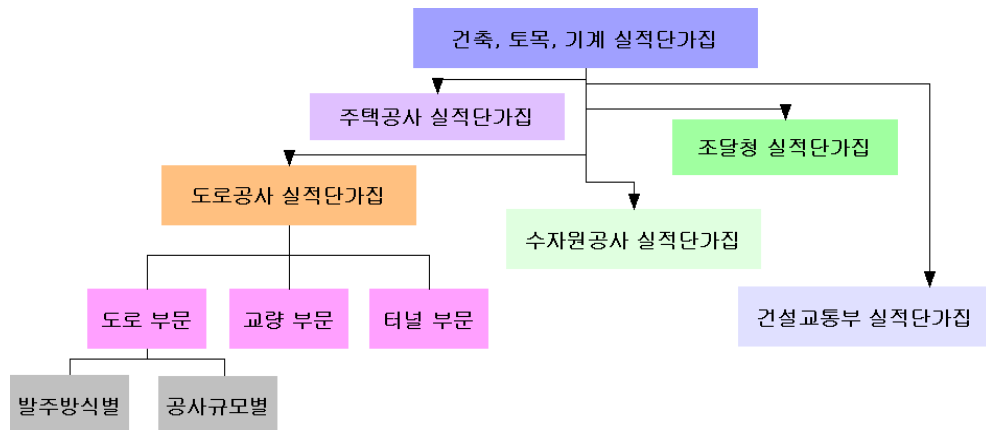 건축, 토목, 기계 실적단가집
주택공사 실적단가집
조달청 실적단가집
도로공사 실적단가집
수자원공사 실적단가집
도로 부문
교량 부문
터널 부문
건설교통부 실적단가집
발주방식별
공사규모별